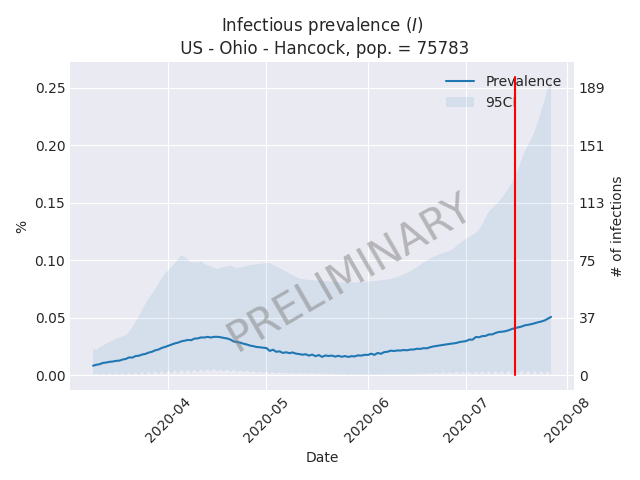 Infectious prevalence (I)
US - Ohio - Hancock, pop. = 75783
Prevalence
95CI
0.25
0.20
0.15
0.10
0.05
0.00
%
189
151
113
75
37
0
# of infections
PRELIMINARY
2020-04
2020-05
2020-06
2020-07
2020-08
Date